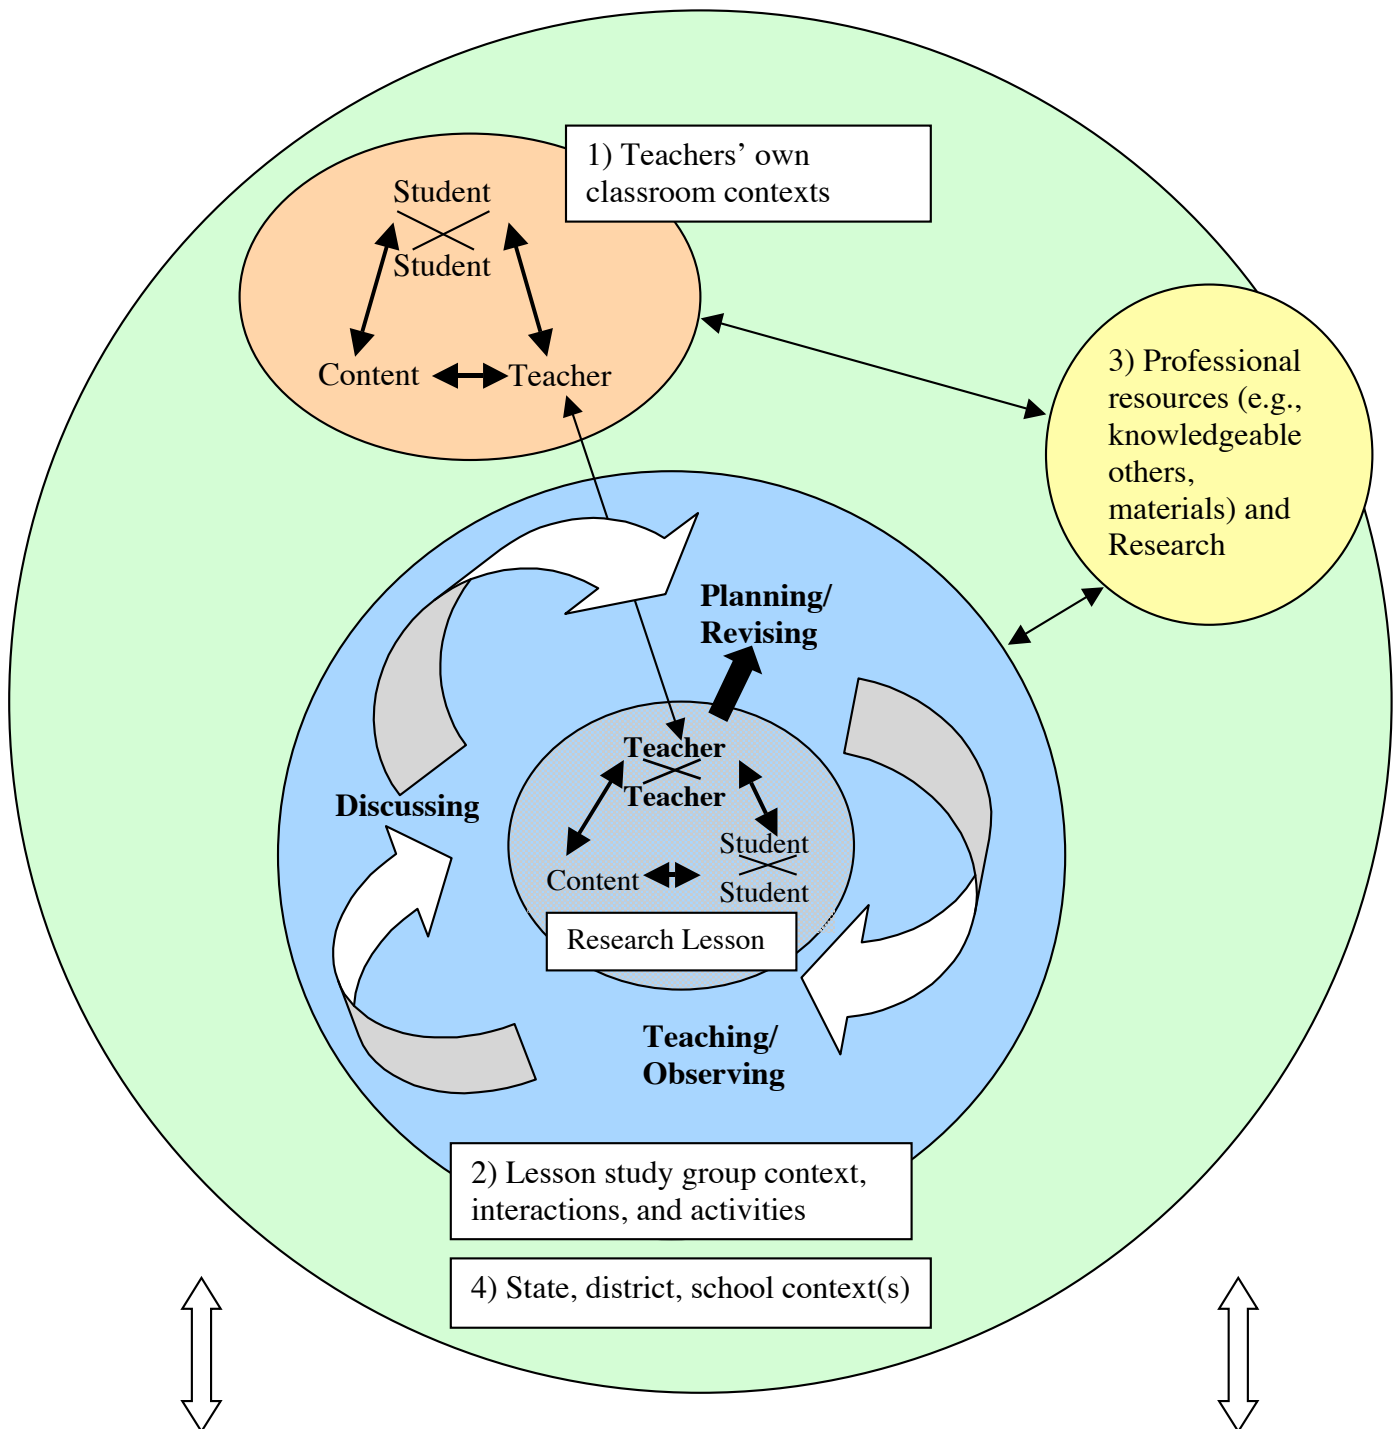 1) Teachers’ own
classroom contexts
Student
Student
Content
Teacher
3) Professional
resources (e.g.,
knowledgeable
others,
materials) and
Research
Planning/
Revising
Teacher
Teacher
Discussing
Student
Content
Student
Research Lesson
Teaching/
Observing
2) Lesson study group context,
interactions, and activities
4) State, district, school context(s)